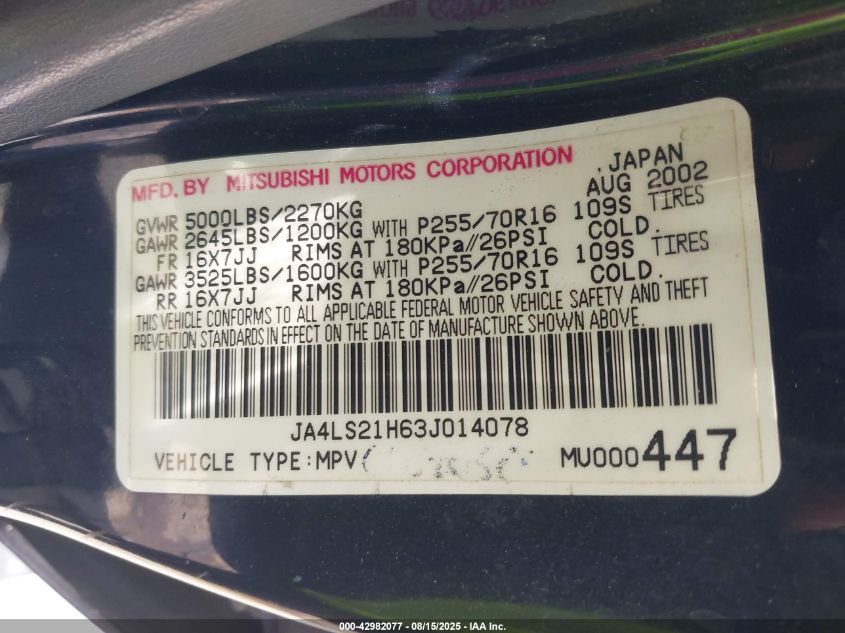 MFD. BY MITSUBISHI MOTORS CORPORATION , JAPAN
GVWR 5000LBS/2270KG AUG 2002
GAWR 2645LBS/1200KG WITH P255/70R16 109S TIRES
FR 16X7JJ RIMS AT 180KPa//26PSI COLD.
GAWR 3525LBS/1600KG WITH P255/70R16 109S TIRES
RR 16X7JJ RIMS AT 180KPa//26PSI COLD.
THIS VEHICLE CONFORMS TO ALL APPLICABLE FEDERAL MOTOR VEHICLE SAFETY AND THEFT
PREVENTION STANDARDS IN EFFECT ON THE DATE OF MANUFACTURE SHOWN ABOVE.
JA4LS21H63J014078
VEHICLE TYPE:MPV MU000447
000-42982077 - 08/15/2025 - IAA Inc.